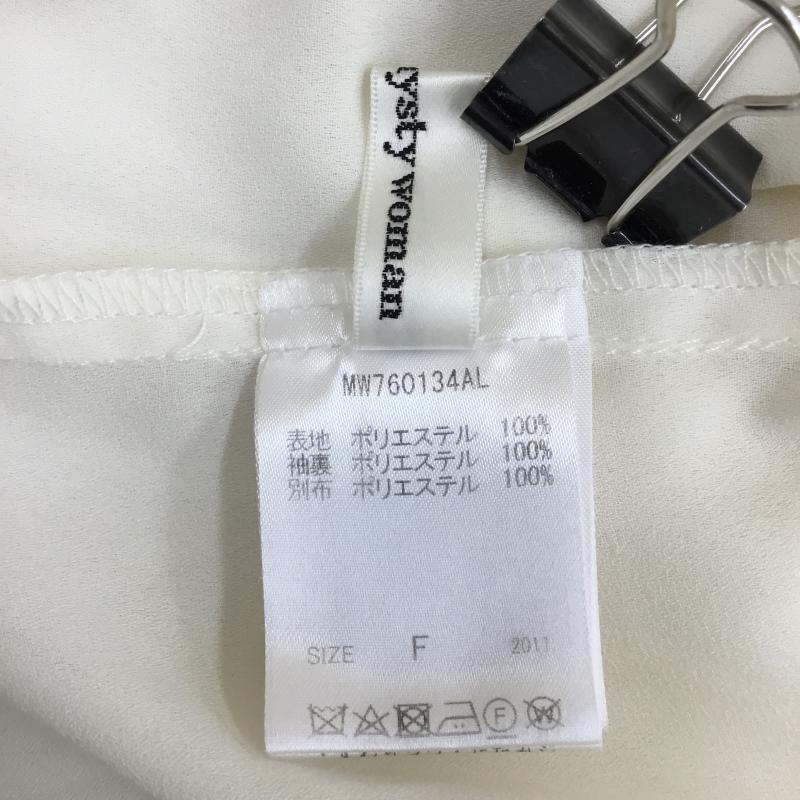 ysty woman
MW760134AL
表地 ポリエステル 100%
袖裏 ポリエステル 100%
別布 ポリエステル 100%
SIZE F 2011
F W